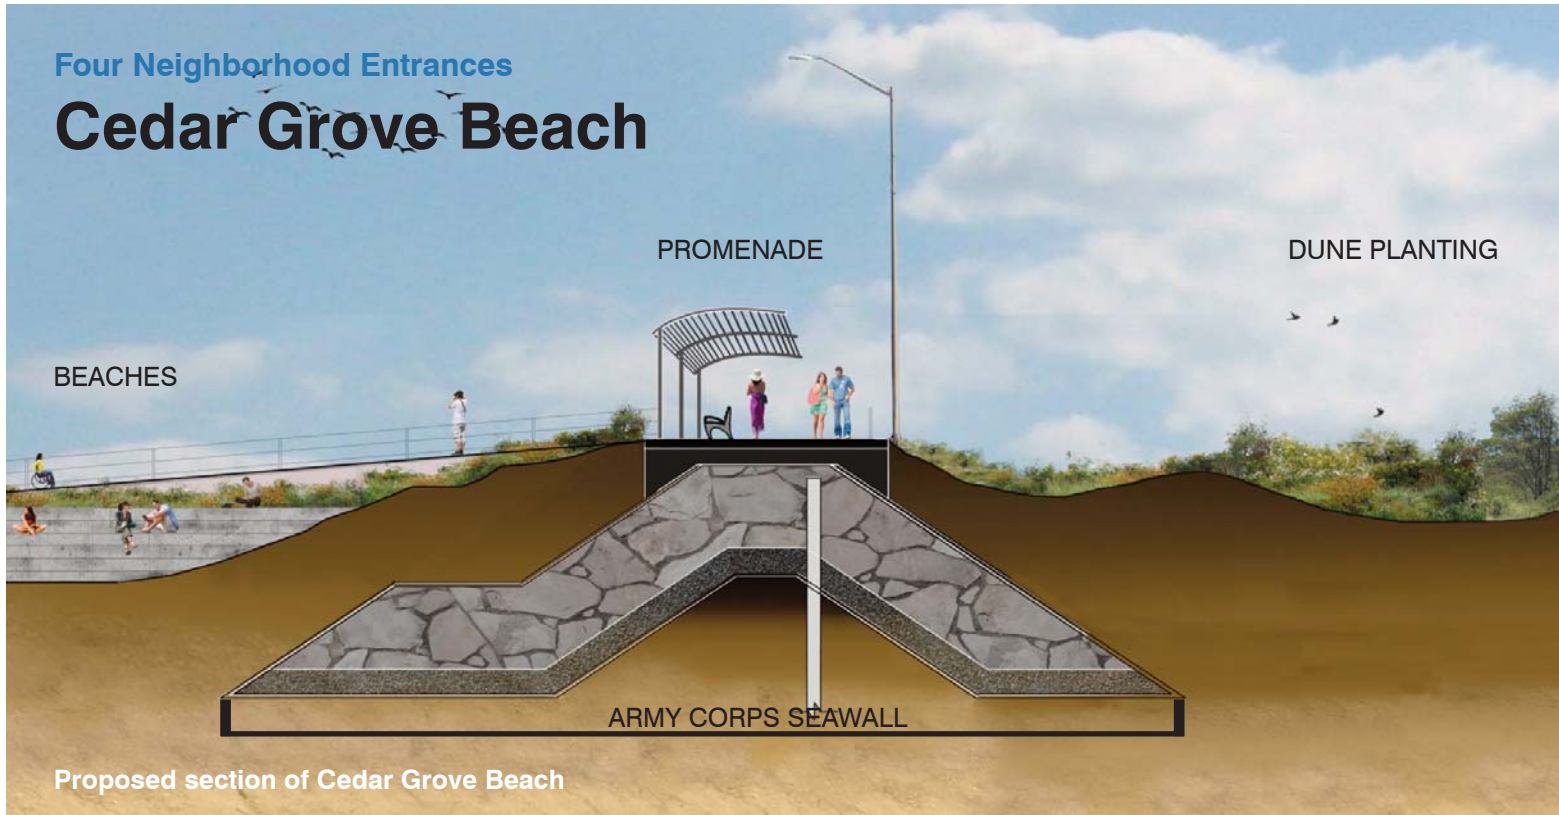 Four Neighborhood Entrances
Cedar Grove Beach
PROMENADE
DUNE PLANTING
BEACHES
ARMY CORPS SEAWALL
Proposed section of Cedar Grove Beach